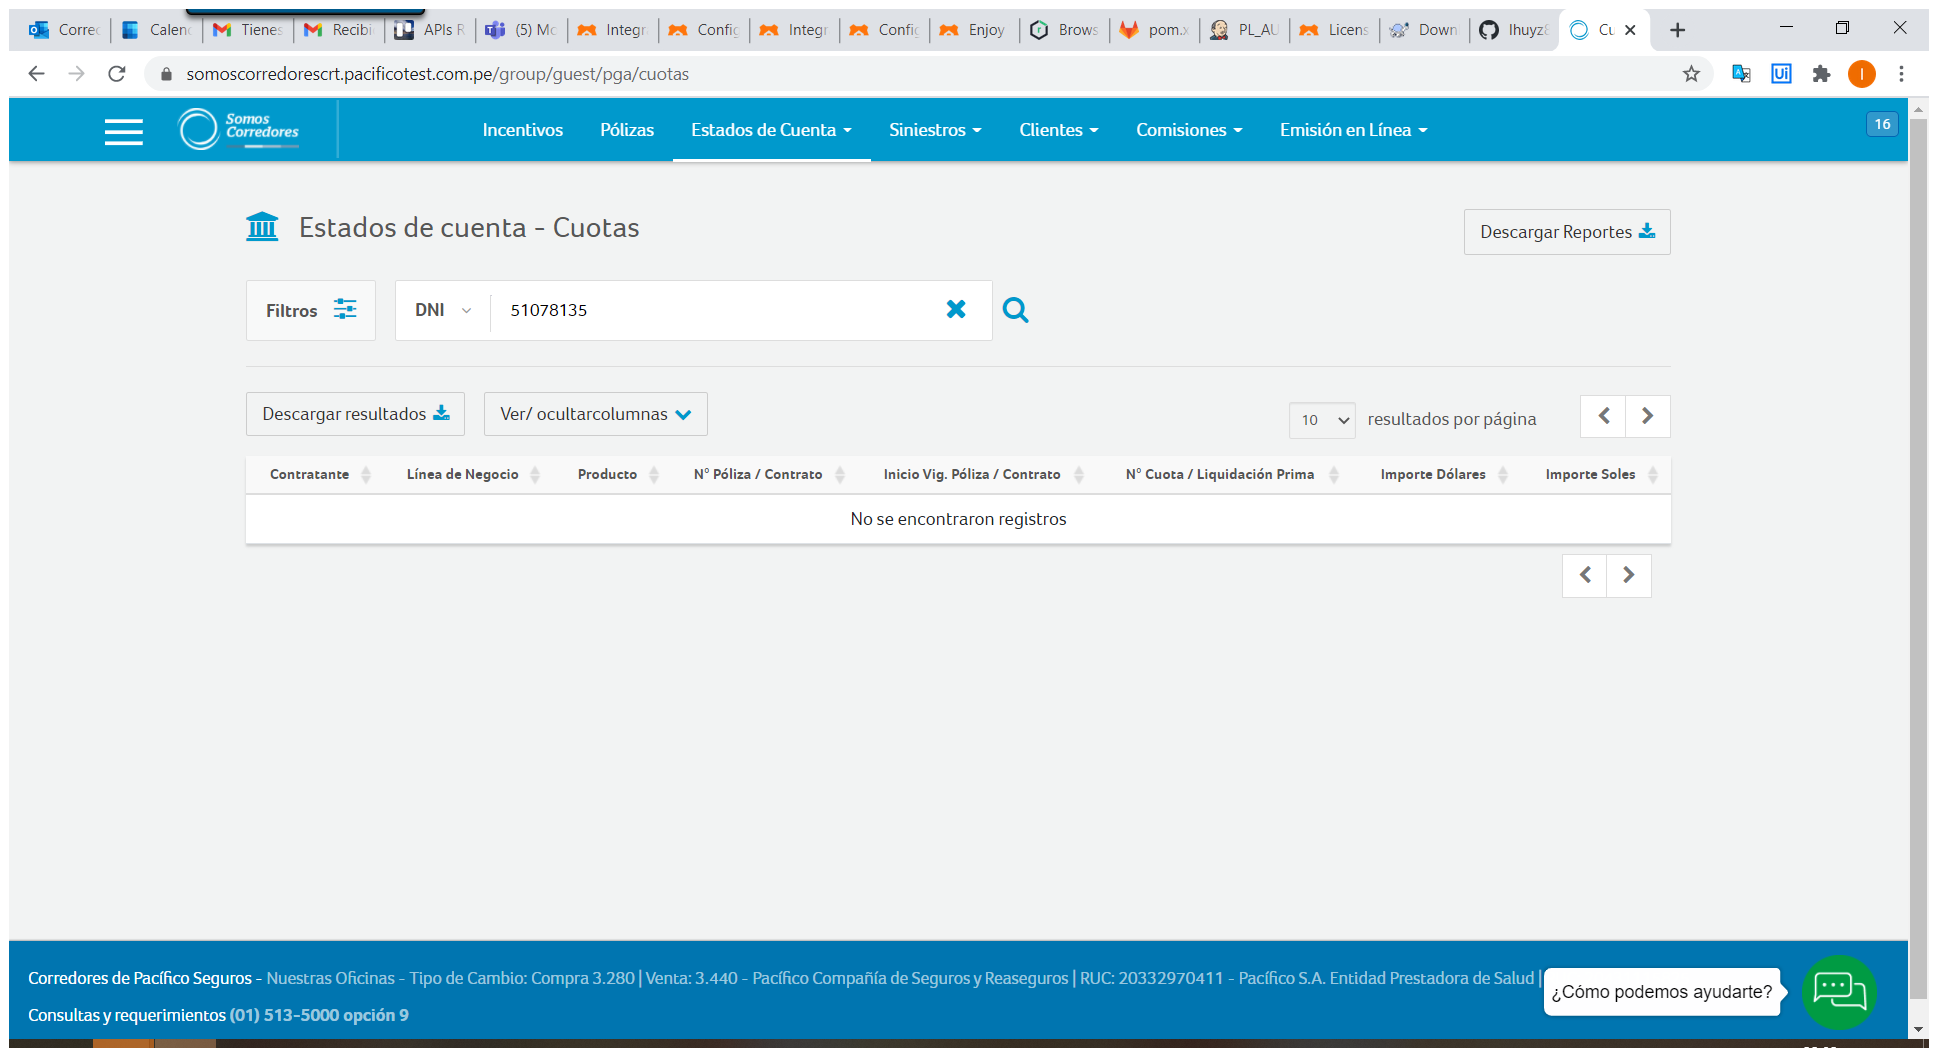 Correc
Calend
Tienes
Recibi
APIs R
(5) Mc
Integr
Config
Integr
Config
Enjoy
Brows
pom.x
PL_AU
Licens
Down
lhuyz8
Cu
somoscorredorescrt.pacificotest.com.pe/group/guest/pga/cuotas
Somos Corredores
Incentivos
Pólizas
Estados de Cuenta
Siniestros
Clientes
Comisiones
Emisión en Línea
16
Estados de cuenta - Cuotas
Descargar Reportes
Filtros
DNI
51078135
Descargar resultados
Ver/ ocultarcolumnas
10
resultados por página
Contratante
Línea de Negocio
Producto
N° Póliza / Contrato
Inicio Vig. Póliza / Contrato
N° Cuota / Liquidación Prima
Importe Dólares
Importe Soles
No se encontraron registros
Corredores de Pacífico Seguros - Nuestras Oficinas - Tipo de Cambio: Compra 3.280 | Venta: 3.440 - Pacífico Compañía de Seguros y Reaseguros | RUC: 20332970411 - Pacífico S.A. Entidad Prestadora de Salud |
¿Cómo podemos ayudarte?
Consultas y requerimientos (01) 513-5000 opción 9